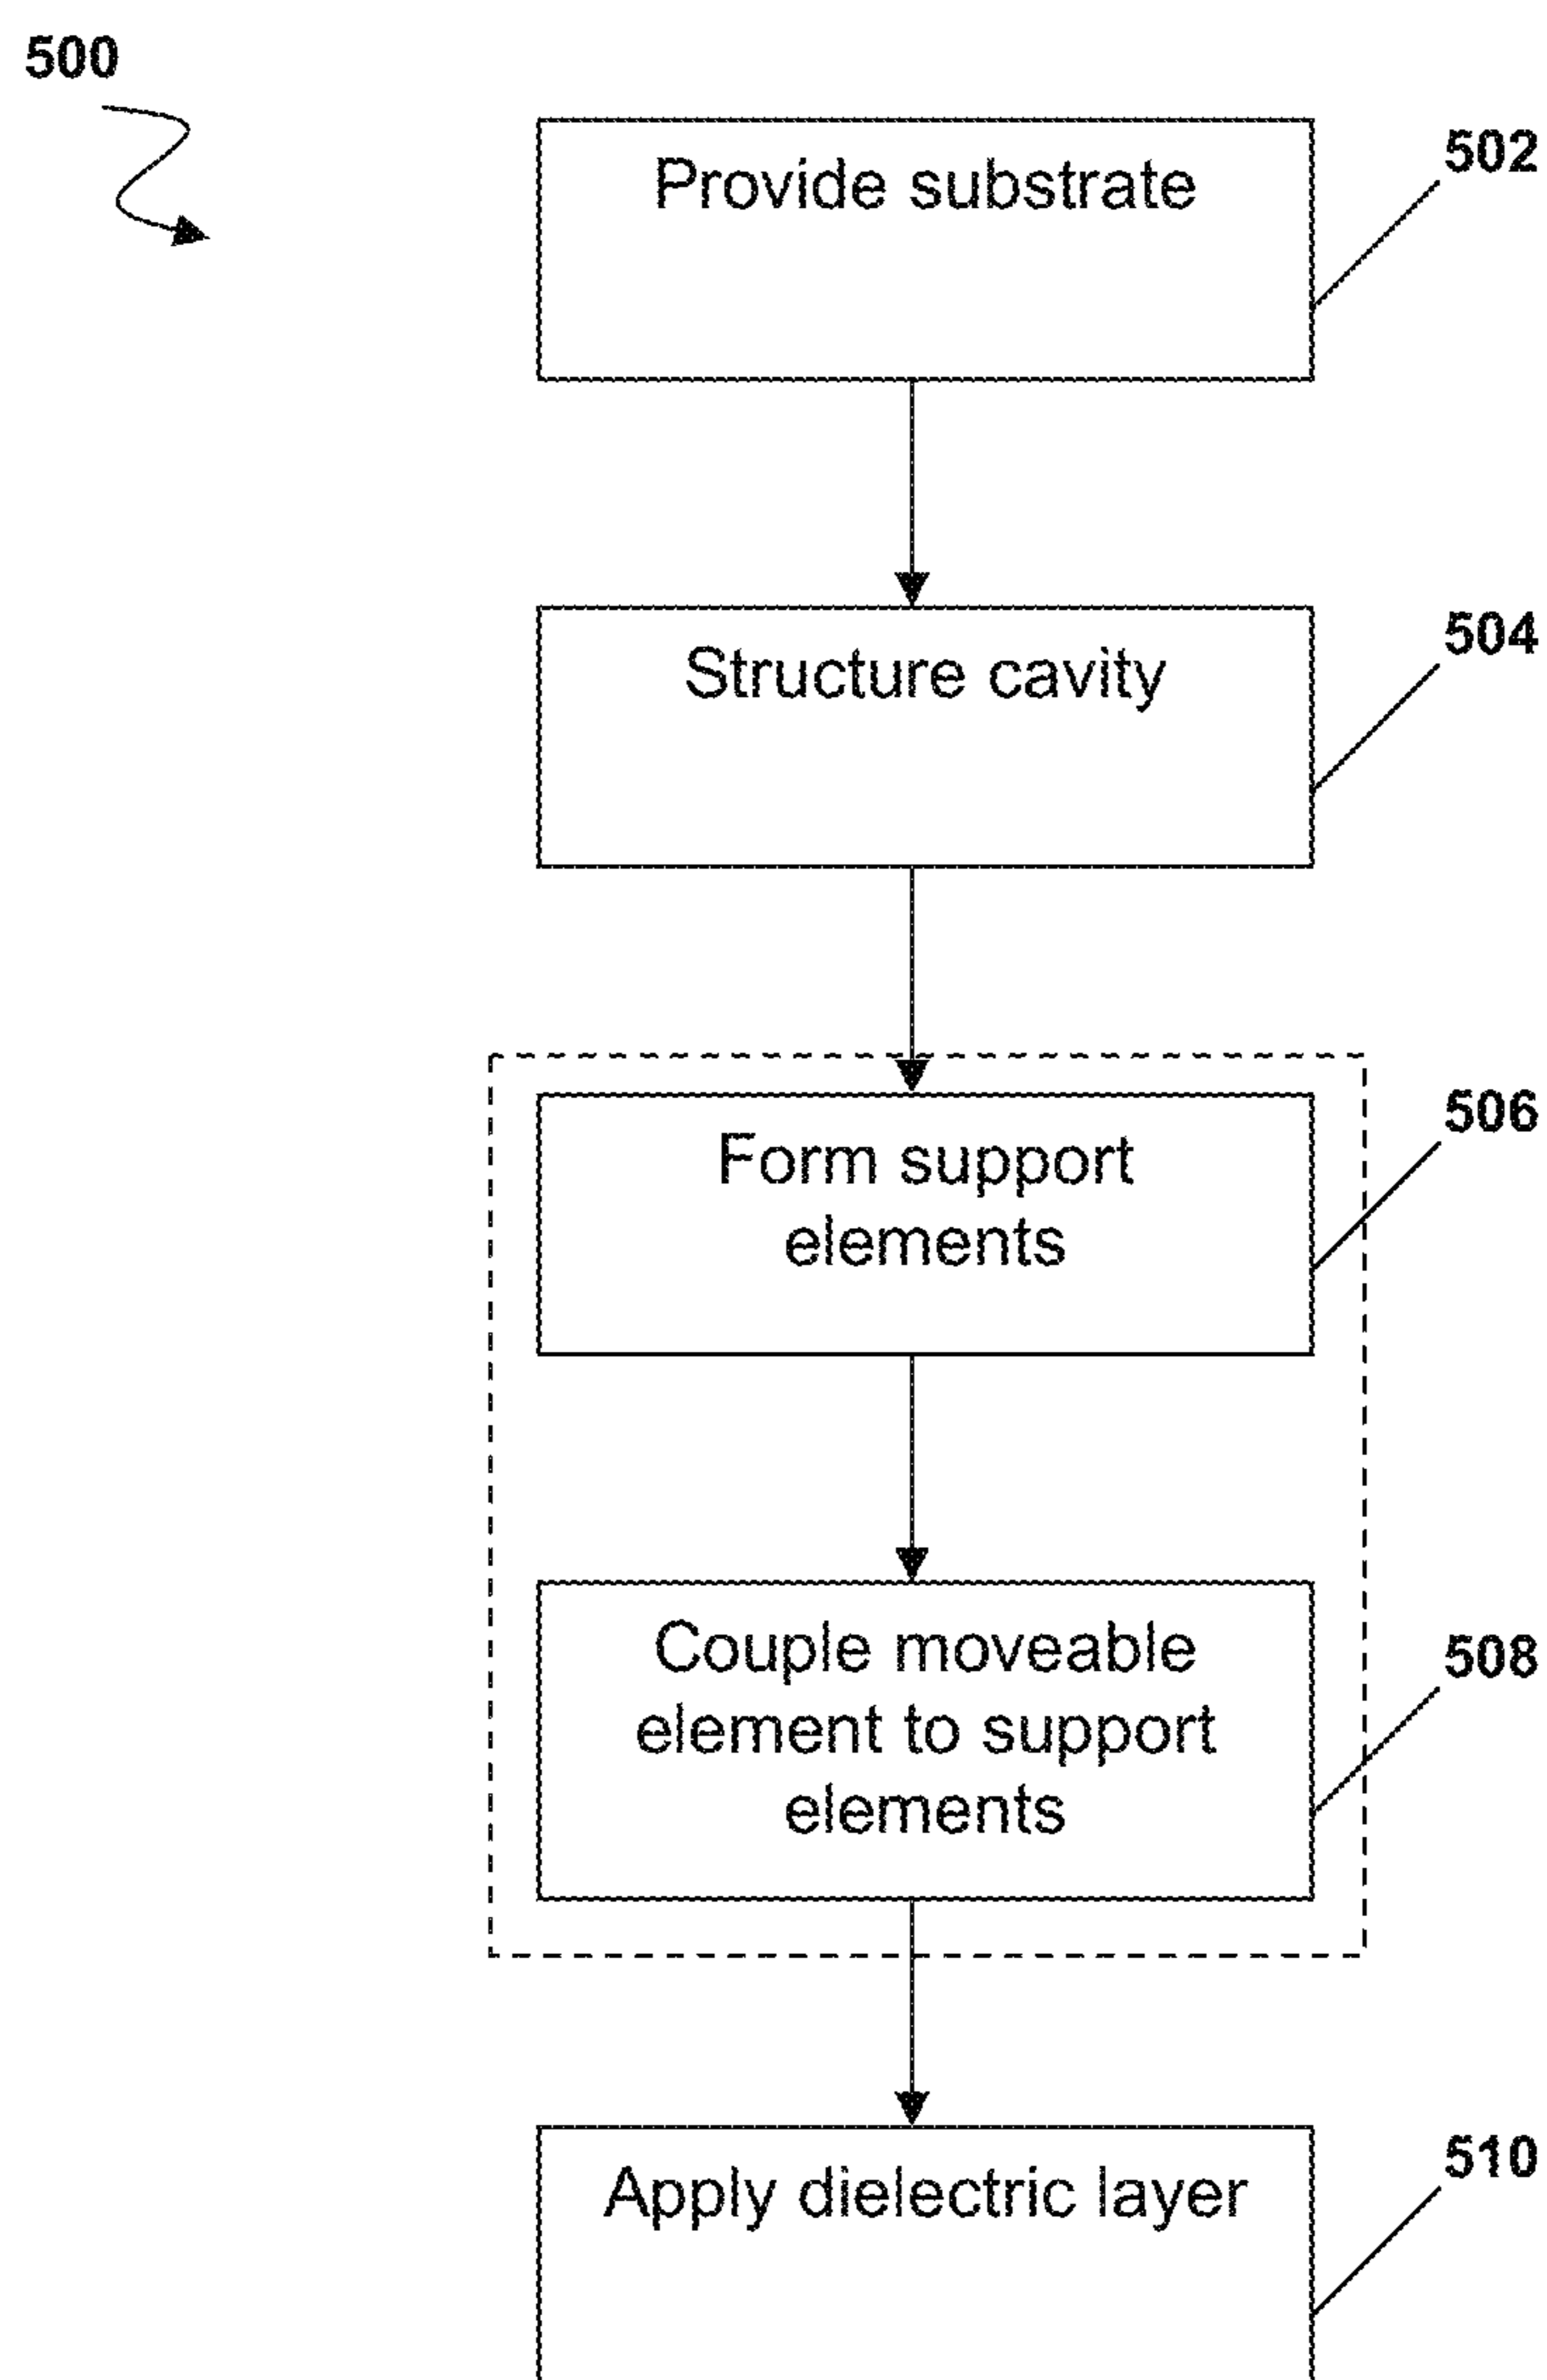 500
Provide substrate
502
Structure cavity
504
Form support
elements
506
Couple moveable
element to support
elements
508
Apply dielectric layer
510